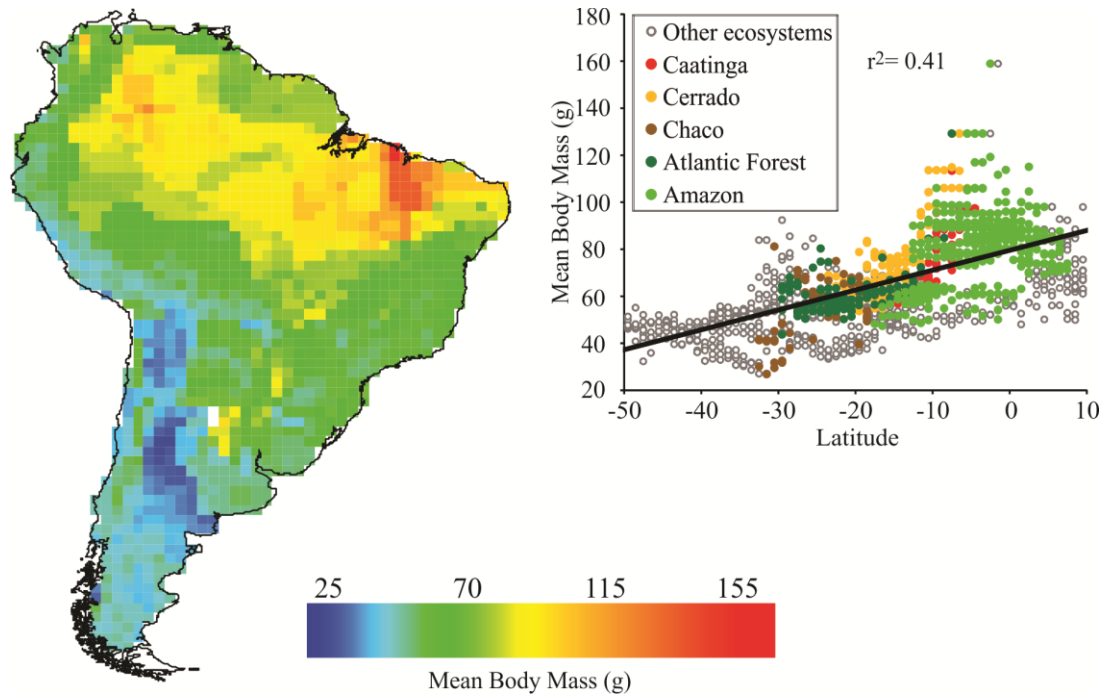 180
160
140
120
100
80
60
40
20
Mean Body Mass (g)
Other ecosystems
Caatinga
Cerrado
Chaco
Atlantic Forest
Amazon
r²= 0.41
-50 -40 -30 -20 -10 0 10
Latitude
25 70 115 155
Mean Body Mass (g)